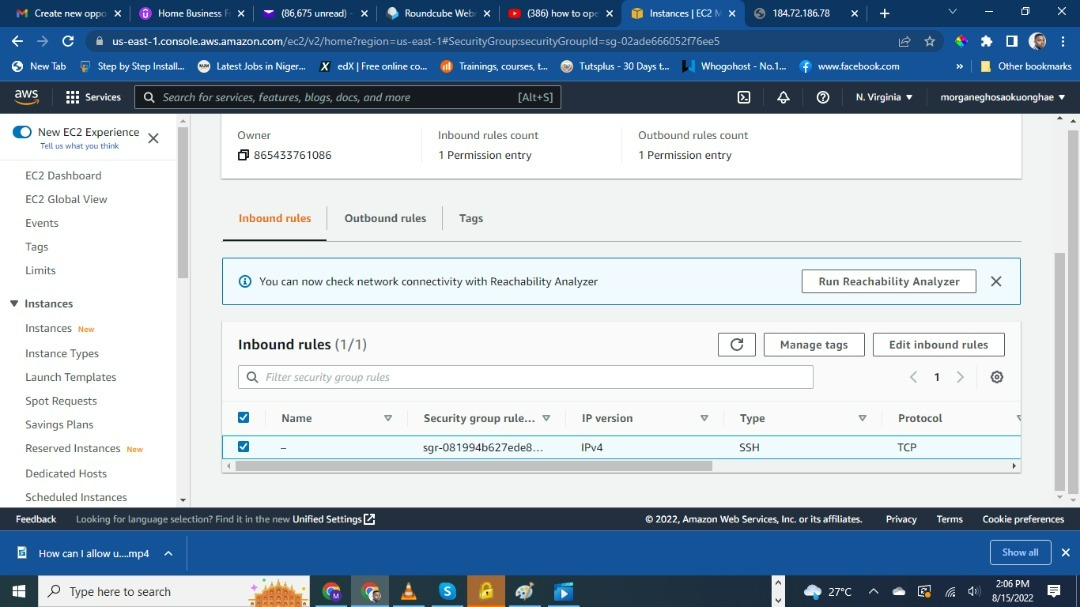 Create new oppo
Home Business F
(86,675 unread) -
Roundcube Web
(386) how to ope
Instances | EC2 M
184.72.186.78
us-east-1.console.aws.amazon.com/ec2/v2/home?region=us-east-1#SecurityGroup:securityGroupId=sg-02ade666052f76ee5
New Tab
Step by Step Install...
Latest Jobs in Niger...
edX | Free online co...
Trainings, courses, t...
Tutsplus - 30 Days t...
Whogohost - No.1...
www.facebook.com
»
Other bookmarks
aws
Services
Search for services, features, blogs, docs, and more
[Alt+S]
N. Virginia
morganeghosaokuonghae
New EC2 Experience
Tell us what you think
EC2 Dashboard
EC2 Global View
Events
Tags
Limits
Instances
Instances New
Instance Types
Launch Templates
Spot Requests
Savings Plans
Reserved Instances New
Dedicated Hosts
Scheduled Instances
Owner
865433761086
Inbound rules count
1 Permission entry
Outbound rules count
1 Permission entry
Inbound rules
Outbound rules
Tags
You can now check network connectivity with Reachability Analyzer
Run Reachability Analyzer
Inbound rules (1/1)
Manage tags
Edit inbound rules
Filter security group rules
1
Name
Security group rule...
IP version
Type
Protocol
–
sgr-081994b627ede8...
IPv4
SSH
TCP
Feedback
Looking for language selection? Find it in the new Unified Settings
© 2022, Amazon Web Services, Inc. or its affiliates.
Privacy
Terms
Cookie preferences
How can I allow u....mp4
Show all
Type here to search
27°C
2:06 PM
8/15/2022